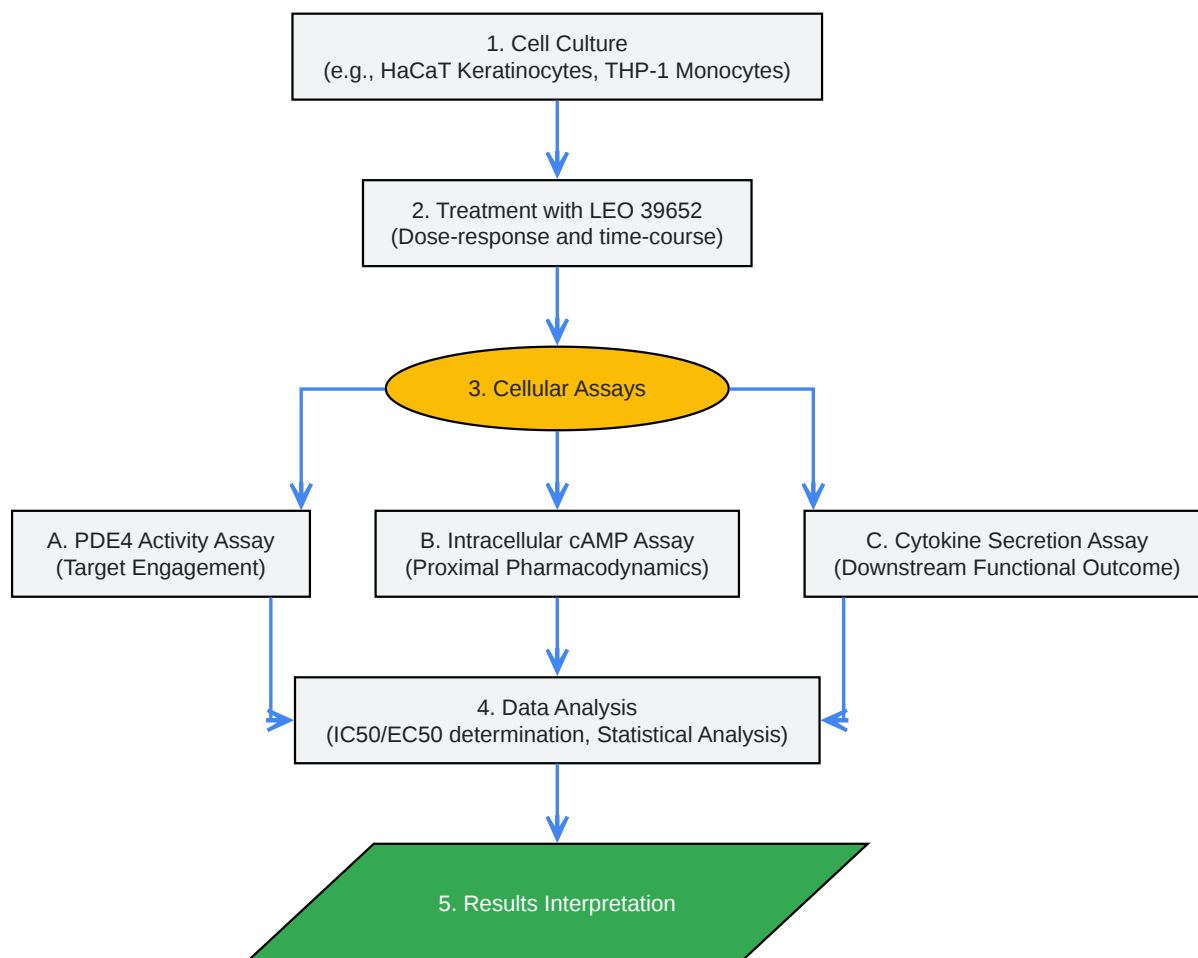 1. Cell Culture
(e.g., HaCaT Keratinocytes, THP-1 Monocytes)
2. Treatment with LEO 39652
(Dose-response and time-course)
3. Cellular Assays
A. PDE4 Activity Assay
(Target Engagement)
B. Intracellular cAMP Assay
(Proximal Pharmacodynamics)
C. Cytokine Secretion Assay
(Downstream Functional Outcome)
4. Data Analysis
(IC50/EC50 determination, Statistical Analysis)
5. Results Interpretation